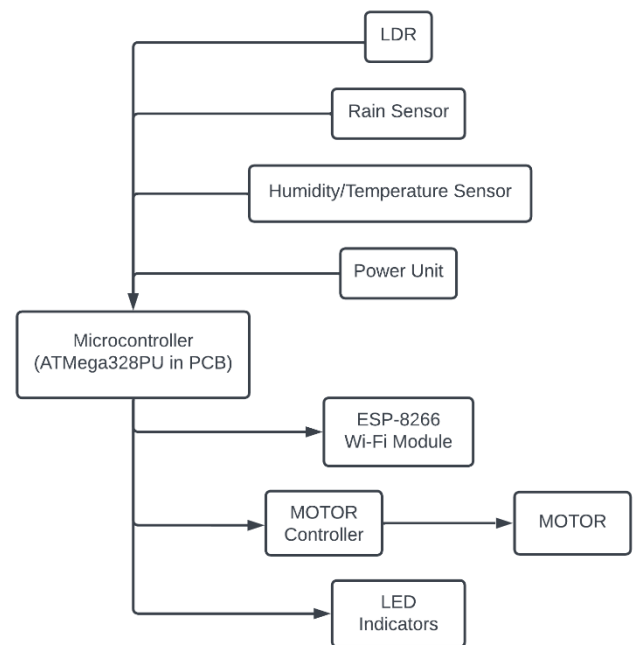 LDR
Rain Sensor
Humidity/Temperature Sensor
Power Unit
Microcontroller
(ATMega328PU in PCB)
ESP-8266
Wi-Fi Module
MOTOR
Controller
MOTOR
LED
Indicators